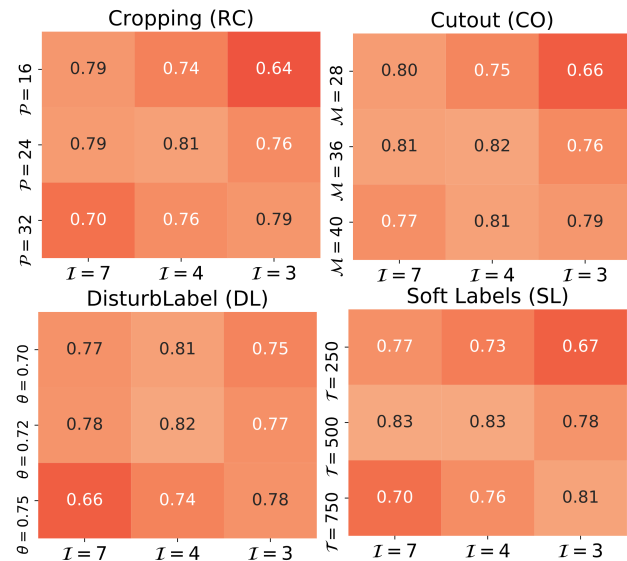 Cropping (RC)
𝒫 = 16
0.79 0.74 0.64
𝒫 = 24
0.79 0.81 0.76
𝒫 = 32
0.70 0.76 0.79
ℐ = 7 ℐ = 4 ℐ = 3
Cutout (CO)
ℳ = 28
0.80 0.75 0.66
ℳ = 36
0.81 0.82 0.76
ℳ = 40
0.77 0.81 0.79
ℐ = 7 ℐ = 4 ℐ = 3
DisturbLabel (DL)
θ = 0.70
0.77 0.81 0.75
θ = 0.72
0.78 0.82 0.77
θ = 0.75
0.66 0.74 0.78
ℐ = 7 ℐ = 4 ℐ = 3
Soft Labels (SL)
𝒯 = 250
0.77 0.73 0.67
𝒯 = 500
0.83 0.83 0.78
𝒯 = 750
0.70 0.76 0.81
ℐ = 7 ℐ = 4 ℐ = 3